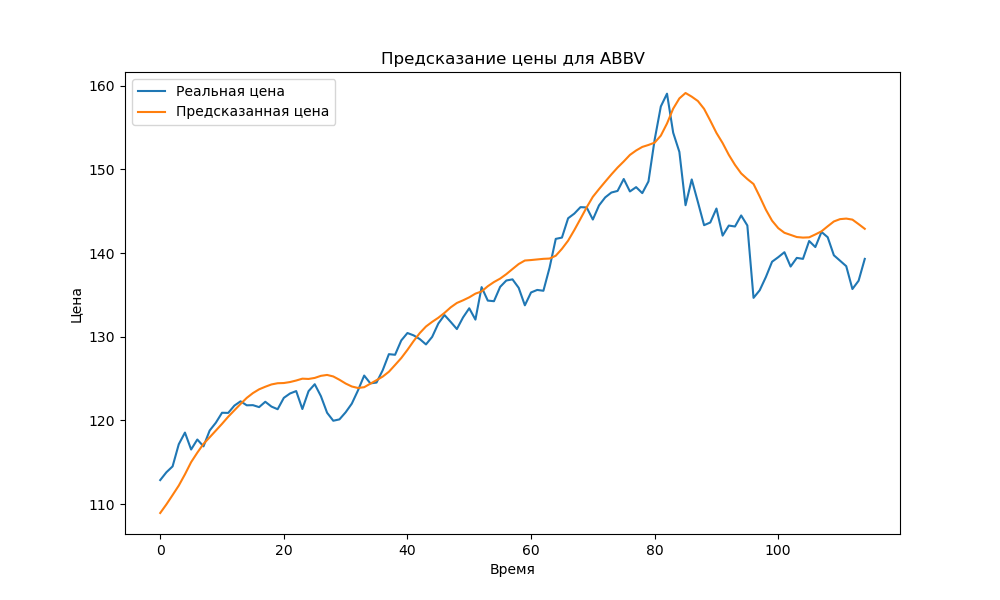 Предсказание цены для ABBV
Реальная цена
Предсказанная цена
160
150
140
130
120
110
Цена
0 20 40 60 80 100
Время